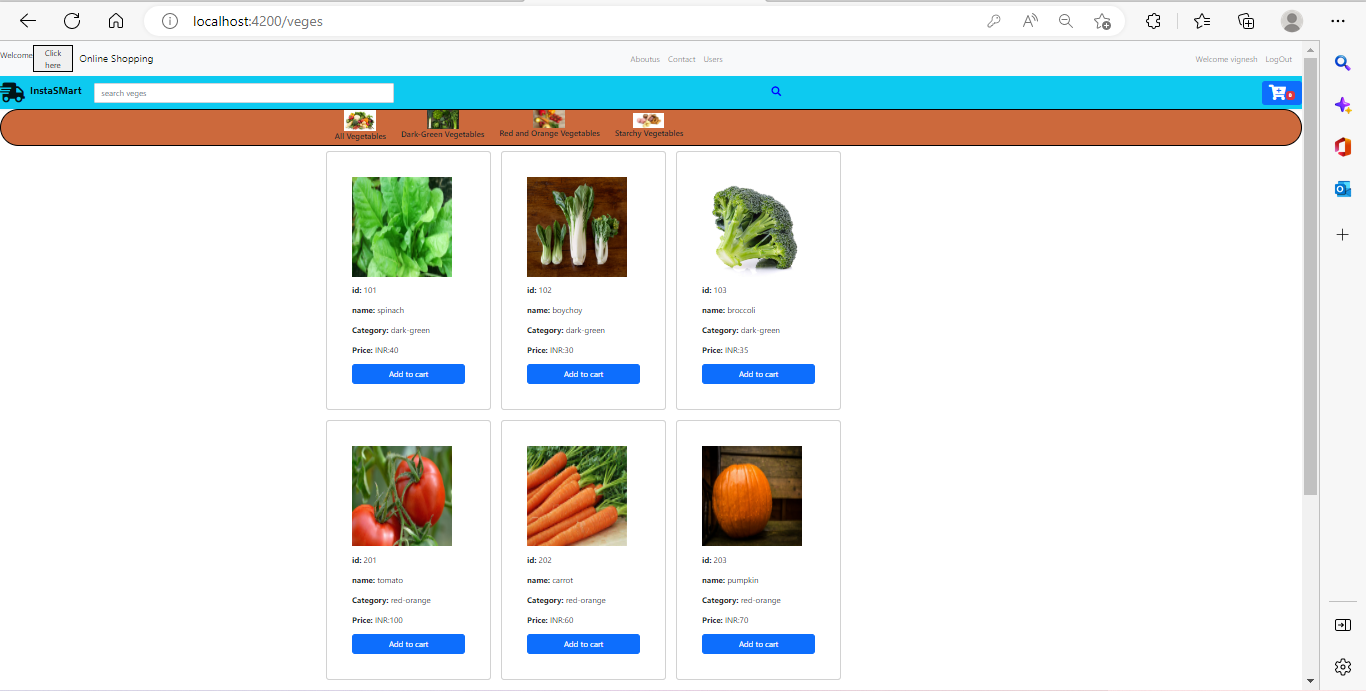 localhost:4200/veges
Welcome
Click
here
Online Shopping
Aboutus Contact Users
Welcome vignesh LogOut
InstaSMart
search veges
0
All Vegetables
Dark-Green Vegetables
Red and Orange Vegetables
Starchy Vegetables
id: 101
name: spinach
Category: dark-green
Price: INR:40
Add to cart
id: 102
name: boychoy
Category: dark-green
Price: INR:30
Add to cart
id: 103
name: broccoli
Category: dark-green
Price: INR:35
Add to cart
id: 201
name: tomato
Category: red-orange
Price: INR:100
Add to cart
id: 202
name: carrot
Category: red-orange
Price: INR:60
Add to cart
id: 203
name: pumpkin
Category: red-orange
Price: INR:70
Add to cart